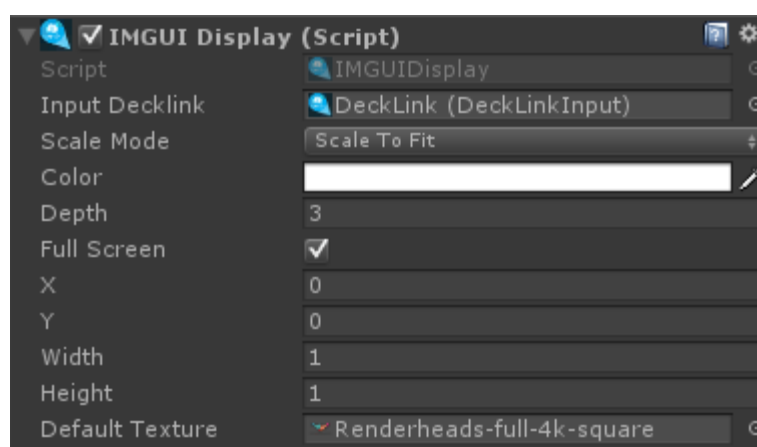 IMGUI Display (Script)
Script IMGUIDisplay
Input Decklink DeckLink (DeckLinkInput)
Scale Mode Scale To Fit
Color
Depth 3
Full Screen
X 0
Y 0
Width 1
Height 1
Default Texture Renderheads-full-4k-square